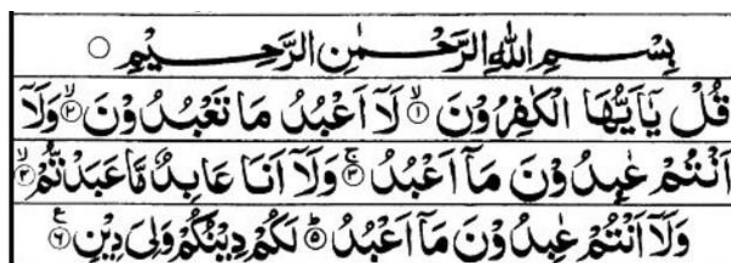 بِسْمِ اللّٰهِ الرَّحْمٰنِ الرَّحِيْمِ ۝
قُلْ يٰۤاَيُّهَا الْكٰفِرُوْنَ ۙ﴿۱﴾ لَاۤ اَعْبُدُ مَا تَعْبُدُوْنَ ۙ﴿۲﴾ وَلَاۤ
اَنْتُمْ عٰبِدُوْنَ مَاۤ اَعْبُدُ ۚ﴿۳﴾ وَلَاۤ اَنَا عَابِدٌ مَّا عَبَدْتُّمْ ۙ﴿۴﴾
وَلَاۤ اَنْتُمْ عٰبِدُوْنَ مَاۤ اَعْبُدُ ؕ﴿۵﴾ لَكُمْ دِيْنُكُمْ وَلِيَ دِيْنِ ﴿۶﴾ ع